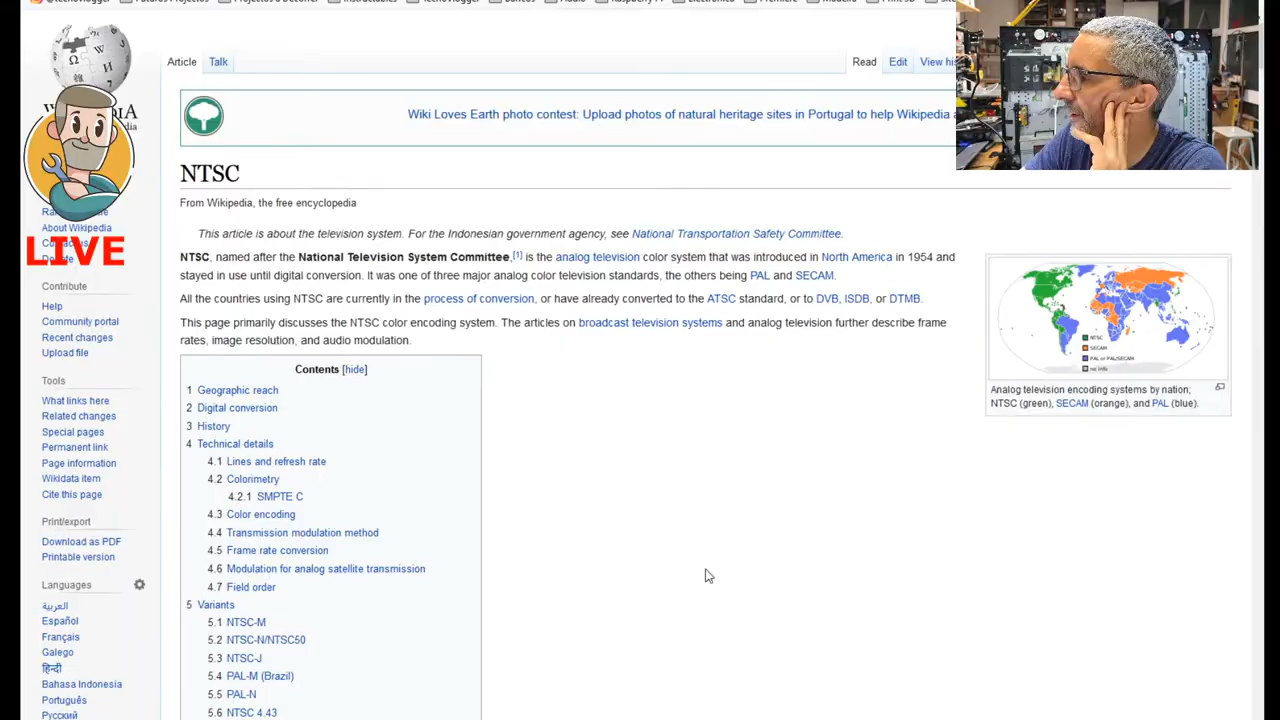 Article
Talk
Read
Edit
View
Wiki Loves Earth photo contest: Upload photos of natural heritage sites in Portugal to help Wikipedia
NTSC
From Wikipedia, the free encyclopedia
This article is about the television system. For the Indonesian government agency, see National Transportation Safety Committee.
NTSC, named after the National Television System Committee,[1] is the analog television color system that was introduced in North America in 1954 and
stayed in use until digital conversion. It was one of three major analog color television standards, the others being PAL and SECAM.
All the countries using NTSC are currently in the process of conversion, or have already converted to the ATSC standard, or to DVB, ISDB, or DTMB.
This page primarily discusses the NTSC color encoding system. The articles on broadcast television systems and analog television further describe frame
rates, image resolution, and audio modulation.
NTSC
SECAM
PAL or PAL/SECAM
no info
Analog television encoding systems by nation;
NTSC (green), SECAM (orange), and PAL (blue).
Contents [hide]
1 Geographic reach
2 Digital conversion
3 History
4 Technical details
4.1 Lines and refresh rate
4.2 Colorimetry
4.2.1 SMPTE C
4.3 Color encoding
4.4 Transmission modulation method
4.5 Frame rate conversion
4.6 Modulation for analog satellite transmission
4.7 Field order
5 Variants
5.1 NTSC-M
5.2 NTSC-N/NTSC50
5.3 NTSC-J
5.4 PAL-M (Brazil)
5.5 PAL-N
5.6 NTSC 4.43
About Wikipedia
LIVE
Contribute
Help
Community portal
Recent changes
Upload file
Tools
What links here
Related changes
Special pages
Permanent link
Page information
Wikidata item
Cite this page
Print/export
Download as PDF
Printable version
Languages
العربية
Español
Français
Galego
हिन्दी
Bahasa Indonesia
Português
Русский